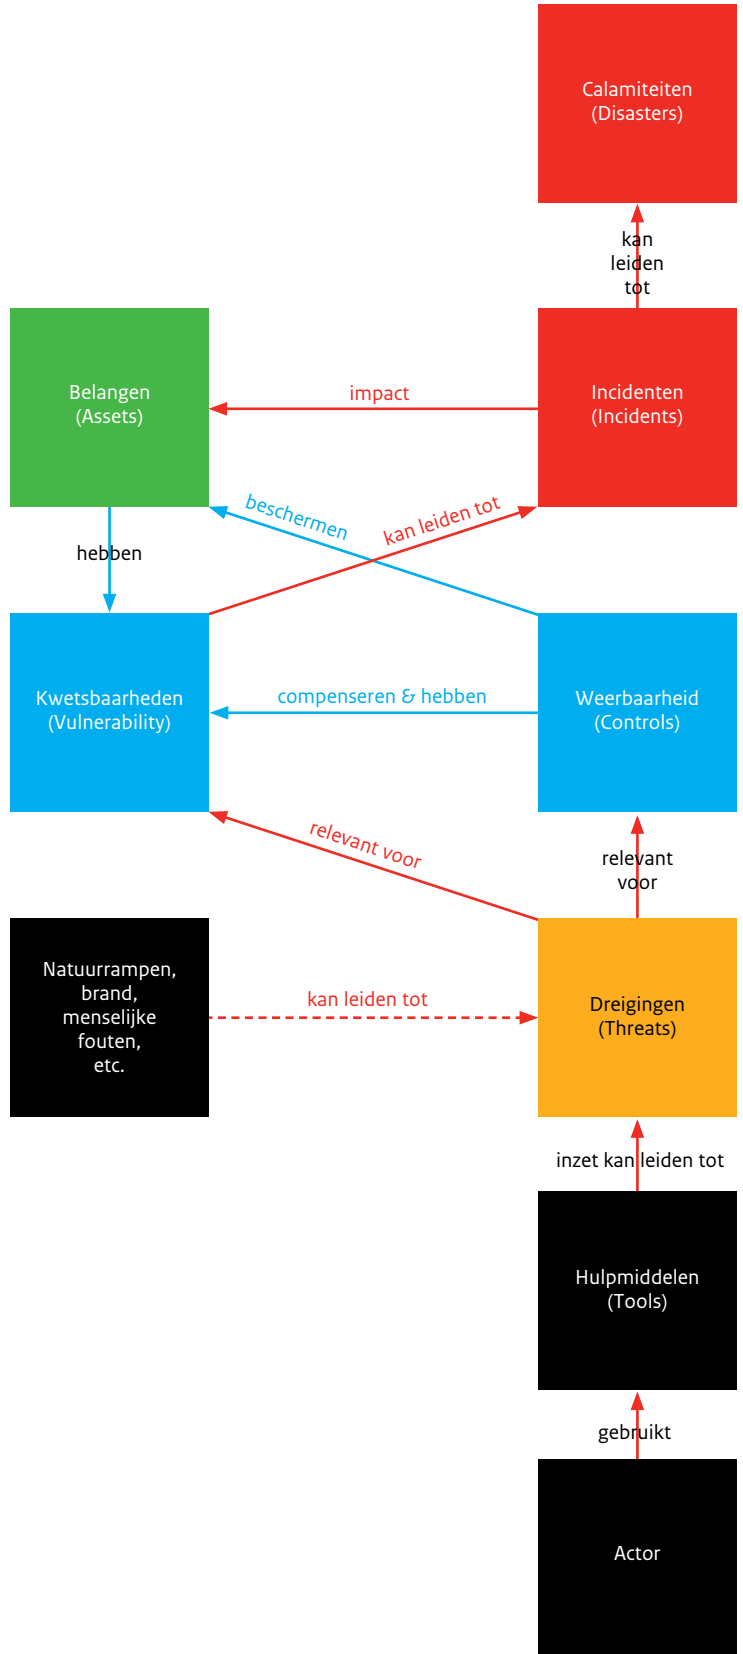 Calamiteiten
(Disasters)
kan
leiden
tot
Belangen
(Assets)
impact
Incidenten
(Incidents)
beschermen
kan leiden tot
hebben
Kwetsbaarheden
(Vulnerability)
compenseren & hebben
Weerbaarheid
(Controls)
relevant voor
relevant
voor
Natuurrampen,
brand,
menselijke
fouten,
etc.
kan leiden tot
Dreigingen
(Threats)
inzet kan leiden tot
Hulpmiddelen
(Tools)
gebruikt
Actor